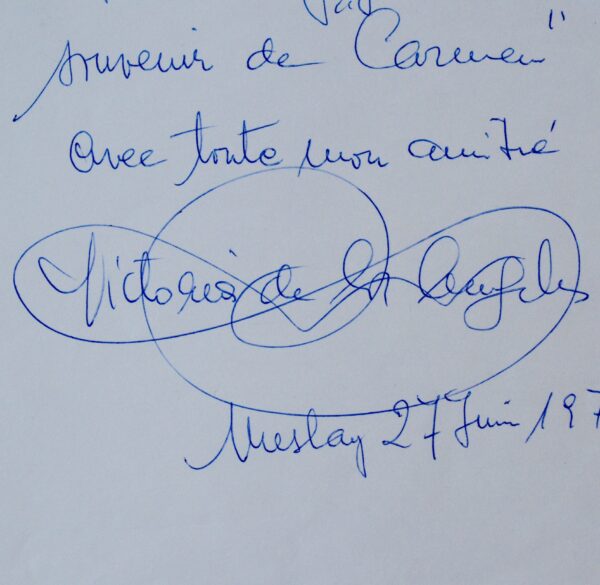 souvenir de Carmen"
avec toute mon amitié
Victoria de los Angeles
Meslay 27 Juin 197